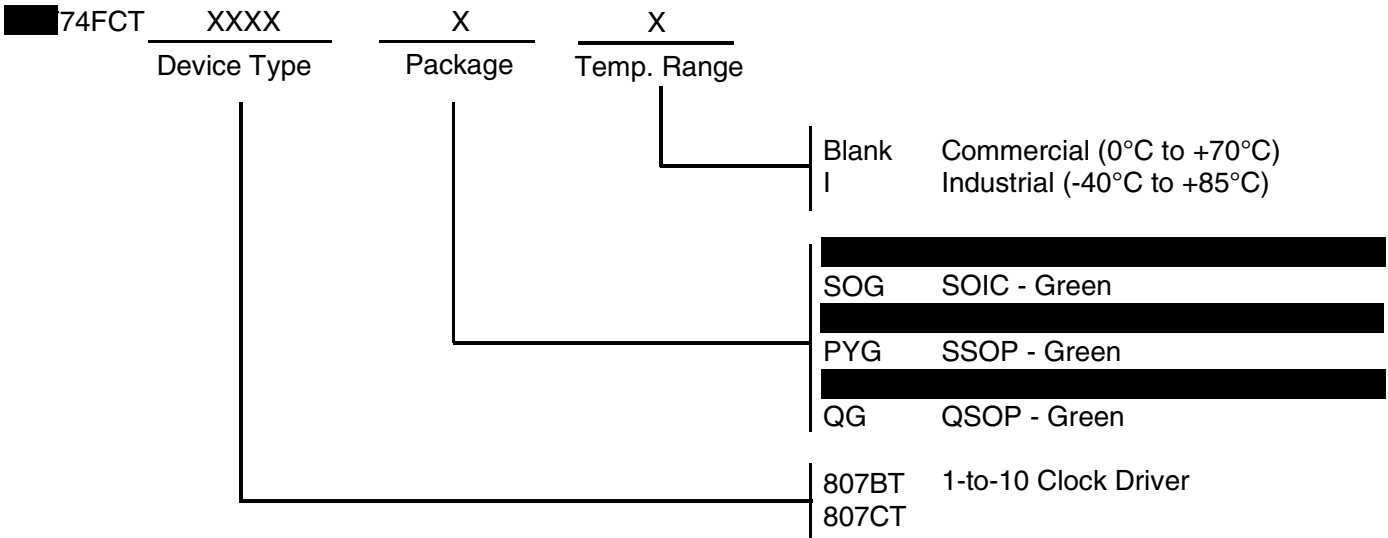 74FCT XXXX X X
Device Type Package Temp. Range
Blank Commercial (0°C to +70°C)
I Industrial (-40°C to +85°C)
SOG SOIC - Green
PYG SSOP - Green
QG QSOP - Green
807BT 1-to-10 Clock Driver
807CT